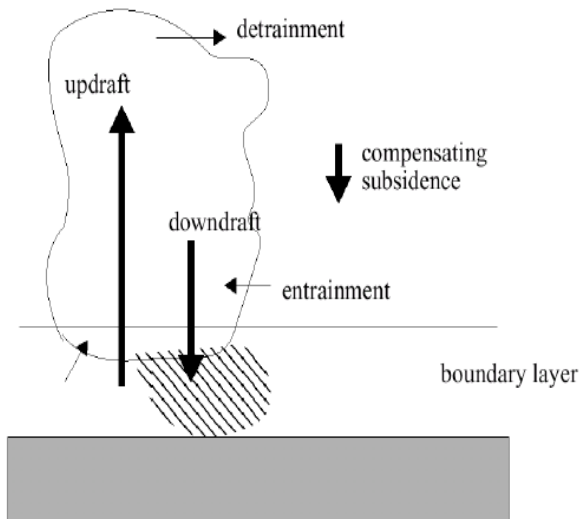 detrainment
updraft
compensating
subsidence
downdraft
entrainment
boundary layer